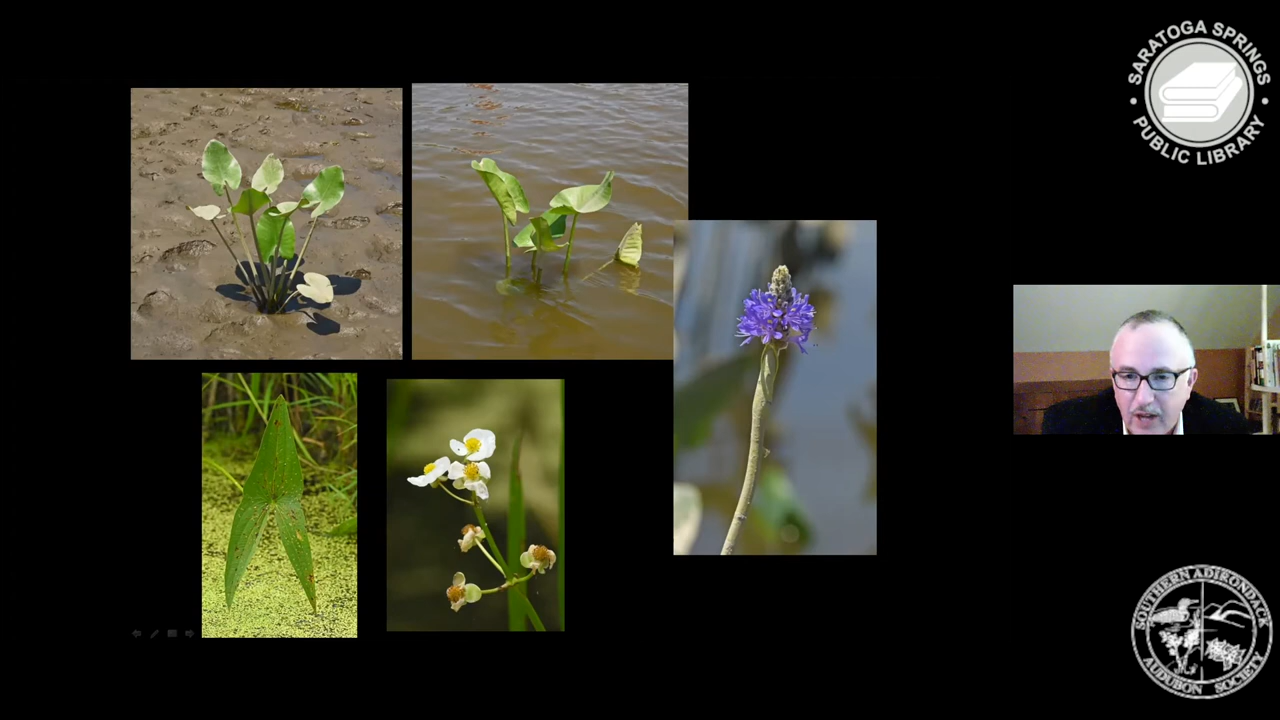 SARATOGA SPRINGS
PUBLIC LIBRARY
SOUTHERN ADIRONDACK
AUDUBON SOCIETY